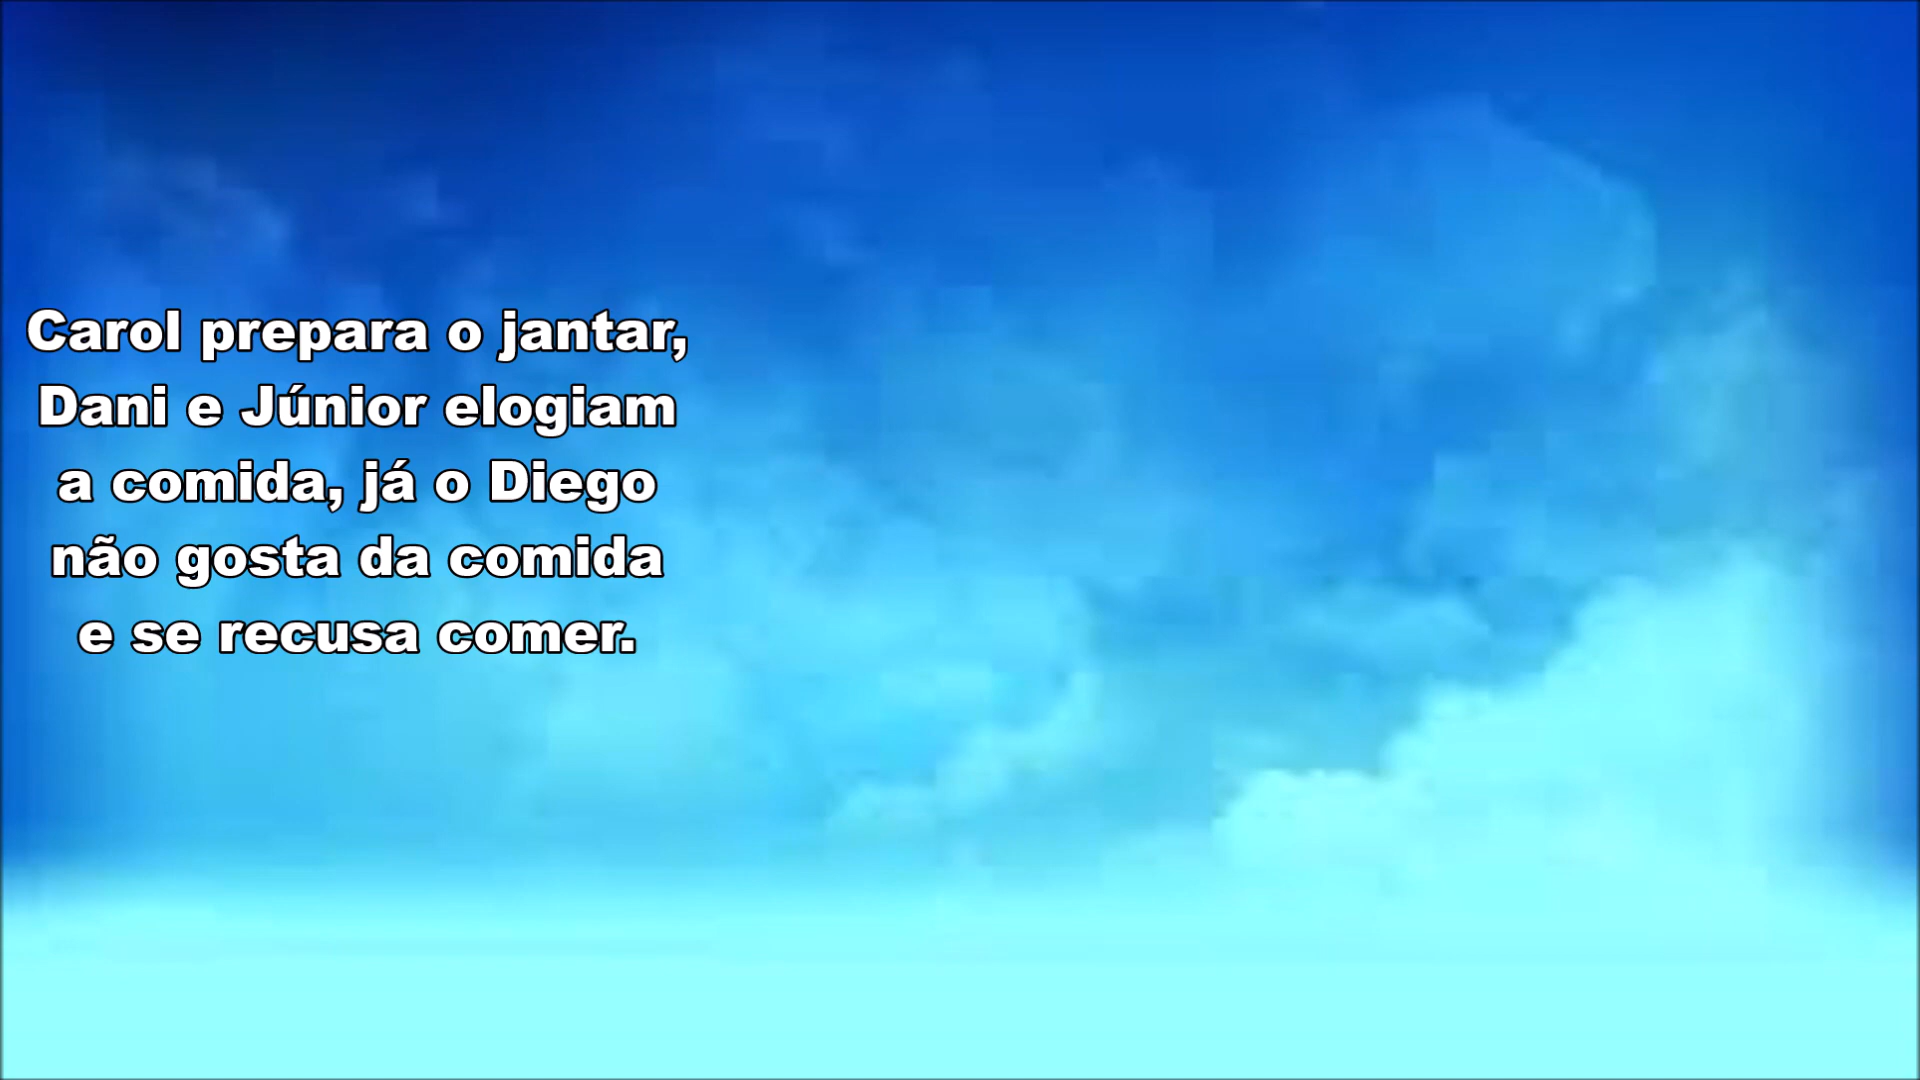 Carol prepara o jantar,
Dani e Júnior elogiam
a comida, já o Diego
não gosta da comida
e se recusa comer.